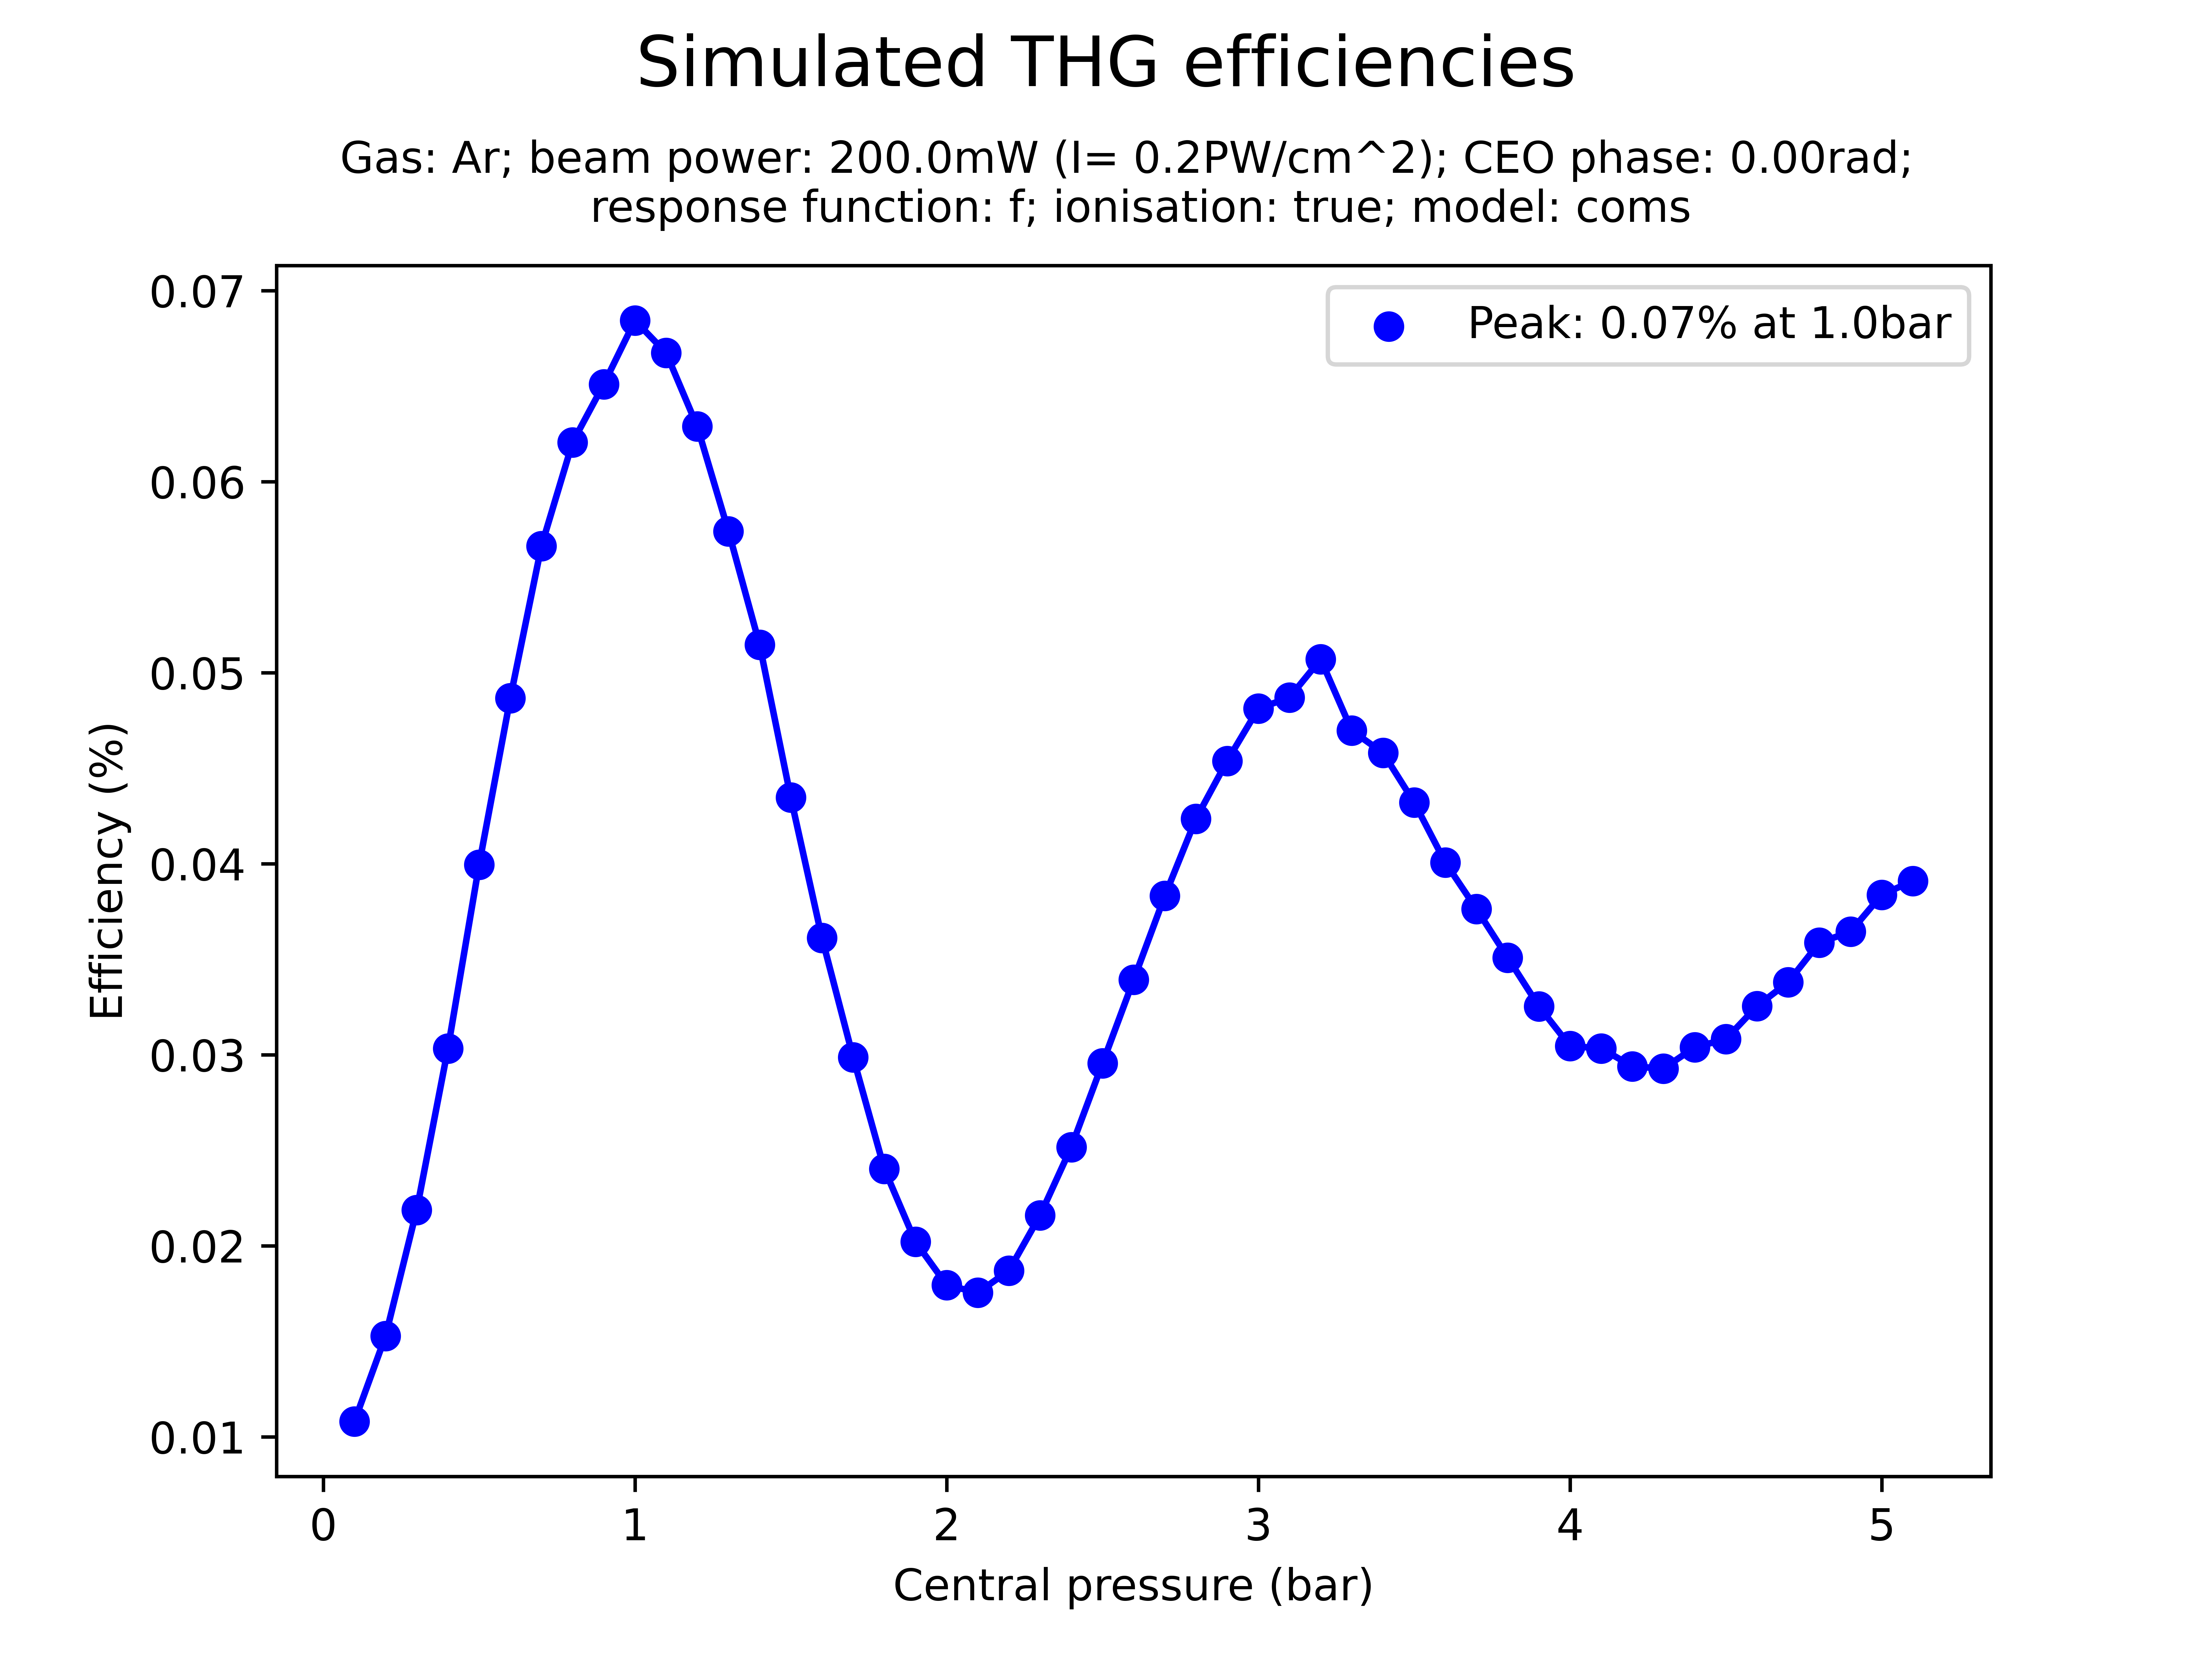 Simulated THG efficiencies
Gas: Ar; beam power: 200.0mW (I= 0.2PW/cm^2); CEO phase: 0.00rad;
response function: f; ionisation: true; model: coms
Peak: 0.07% at 1.0bar
0.07
0.06
0.05
0.04
0.03
0.02
0.01
Efficiency (%)
0 1 2 3 4 5
Central pressure (bar)